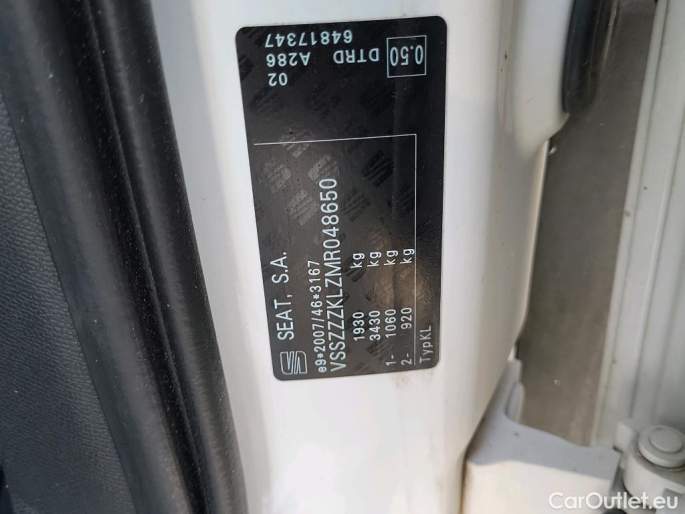 SEAT, S.A.
e9*2007/46*3167
VSSZZZKLZMR048650
1930 kg
3430 kg
1- 1060 kg
2- 920 kg
TypKL
02
A286
DTRD 0.50
64817347
CarOutlet.eu